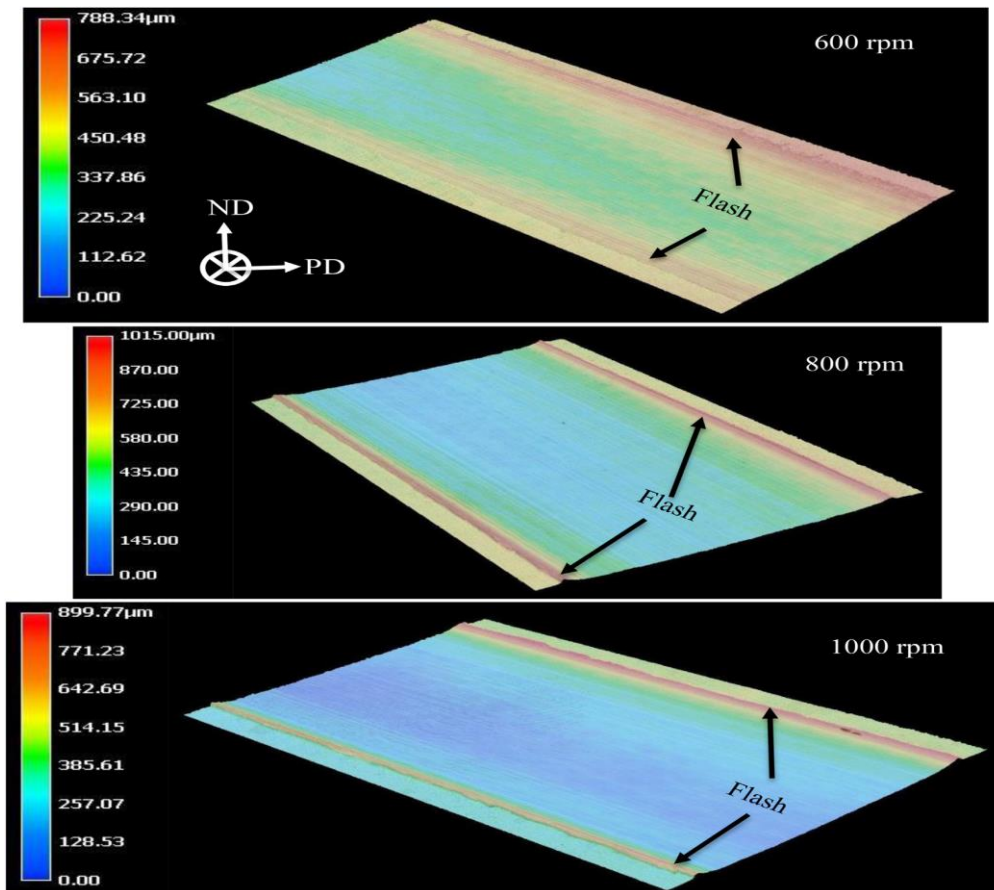 788.34µm
675.72
563.10
450.48
337.86
225.24
112.62
0.00
600 rpm
Flash
ND
PD
1015.00µm
870.00
725.00
580.00
435.00
290.00
145.00
0.00
800 rpm
Flash
899.77µm
771.23
642.69
514.15
385.61
257.07
128.53
0.00
1000 rpm
Flash